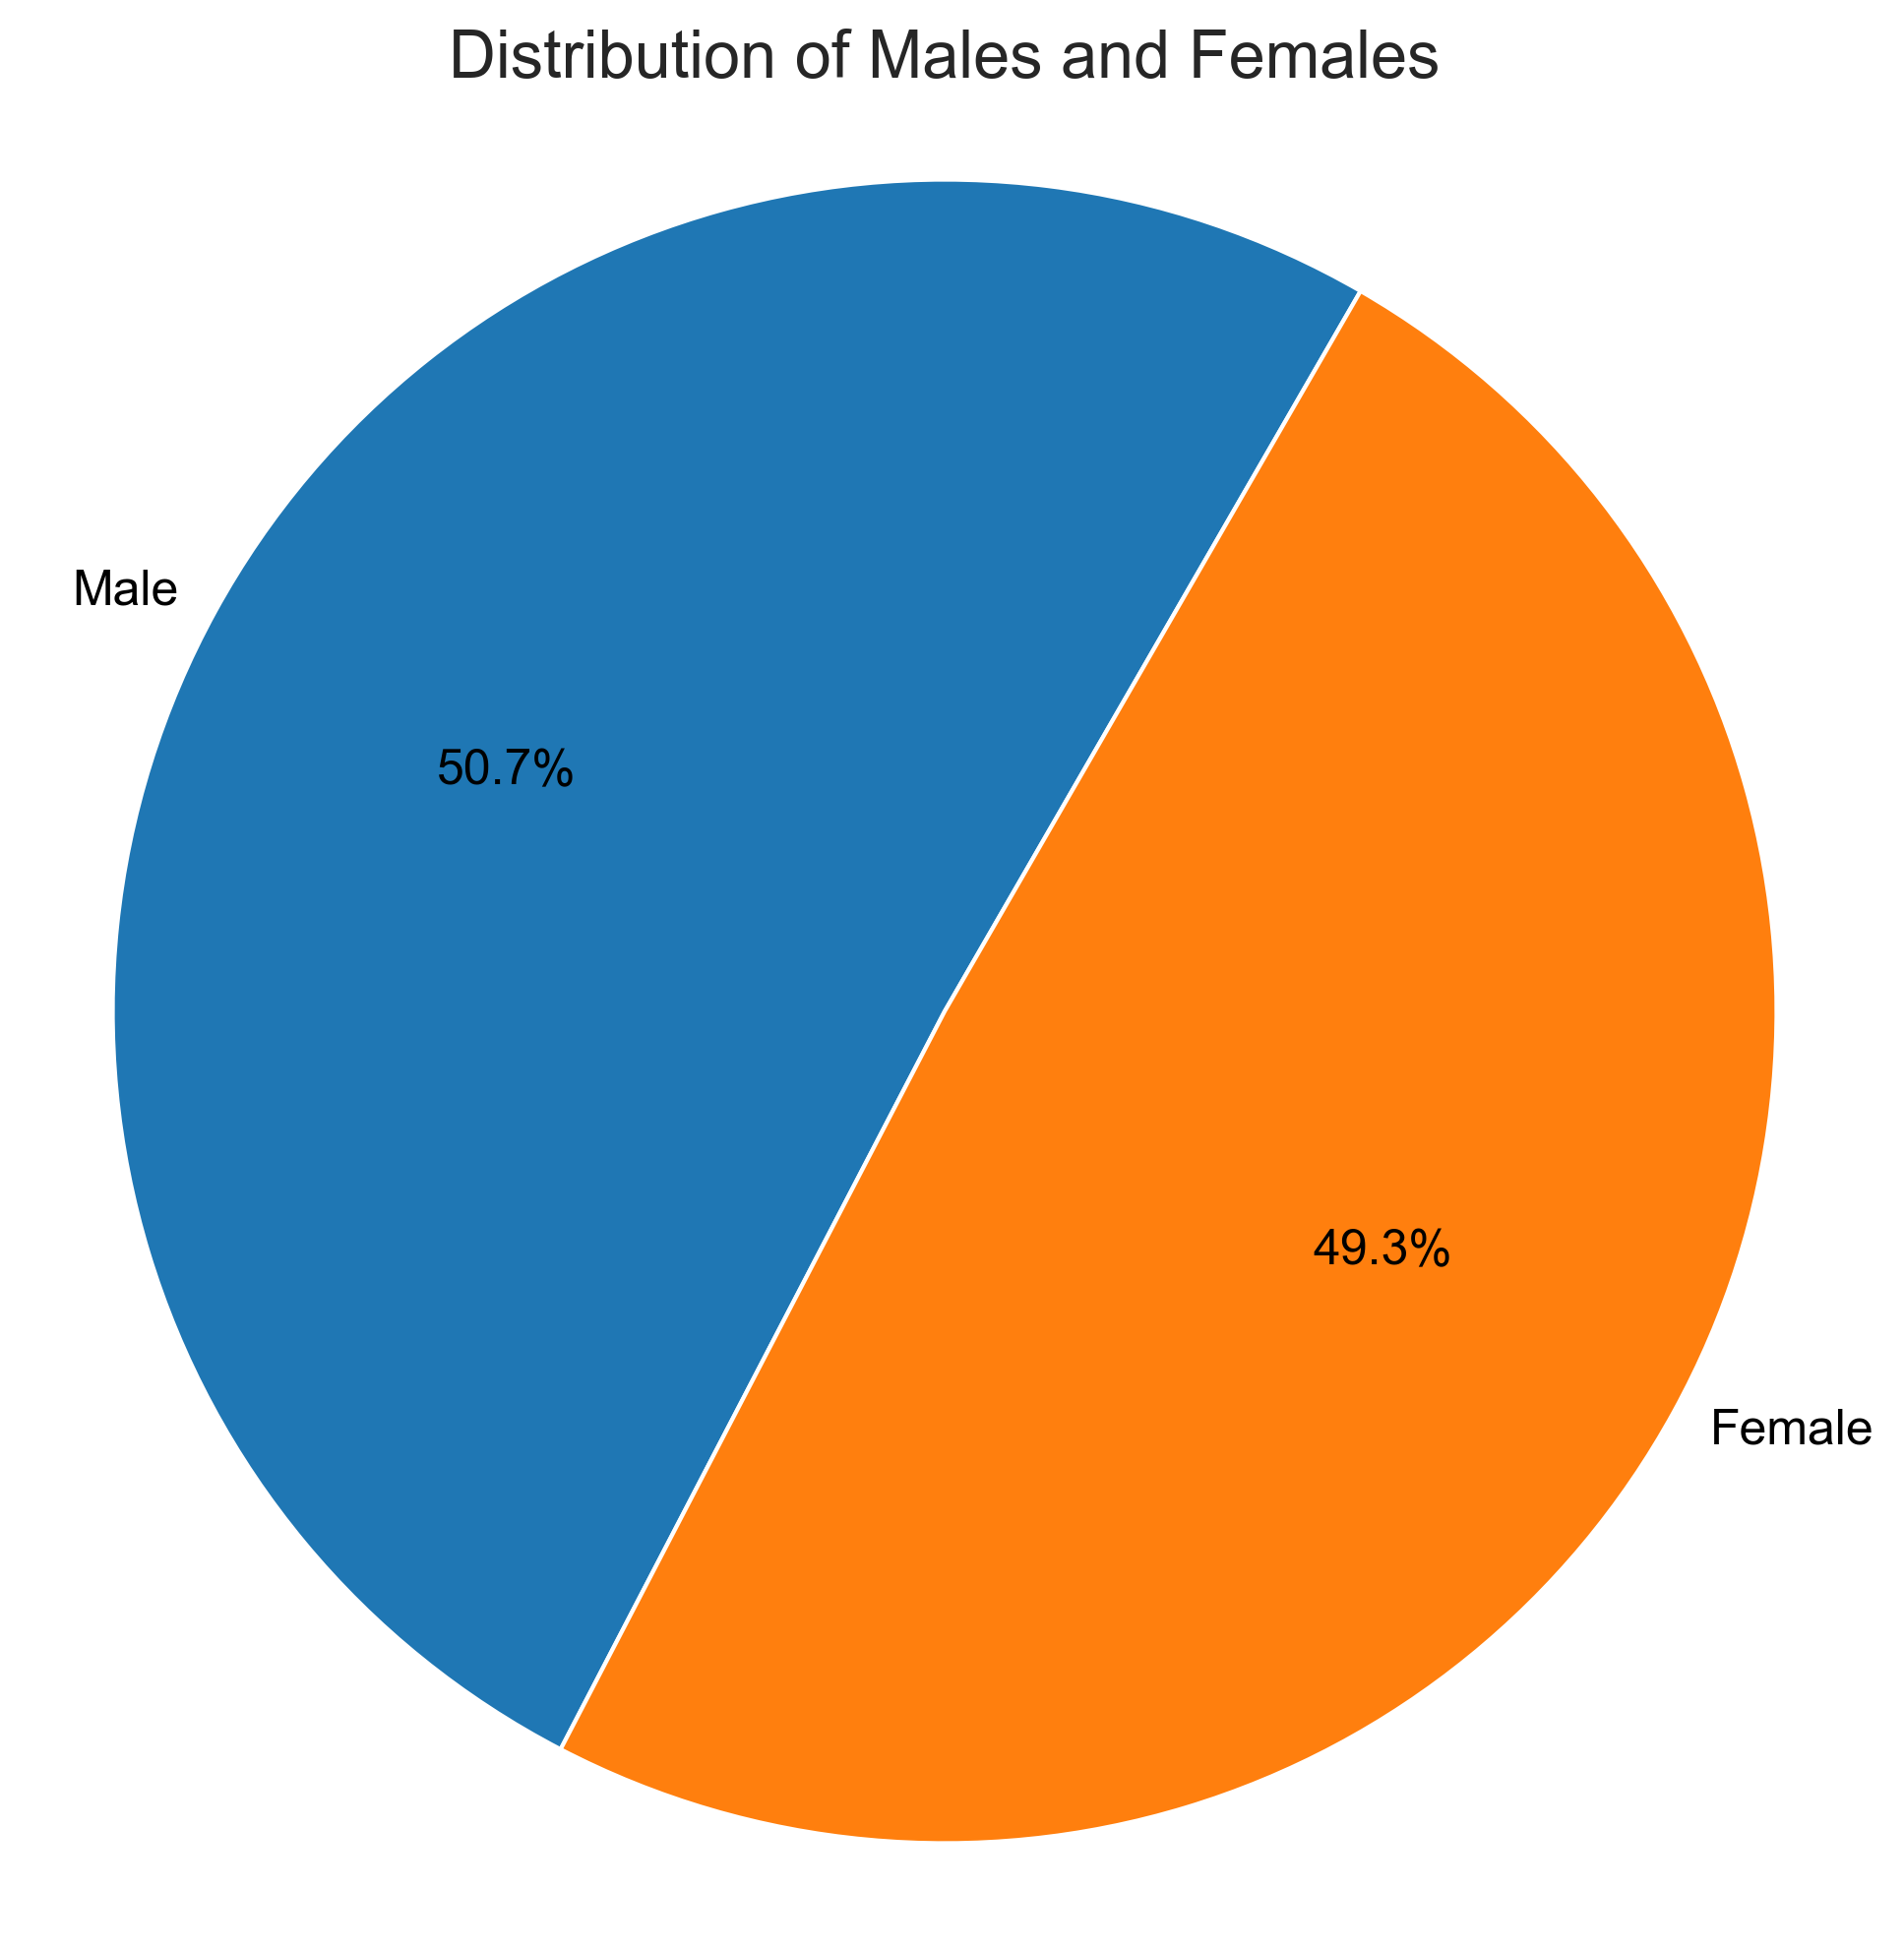 Distribution of Males and Females
Male
50.7%
49.3%
Female